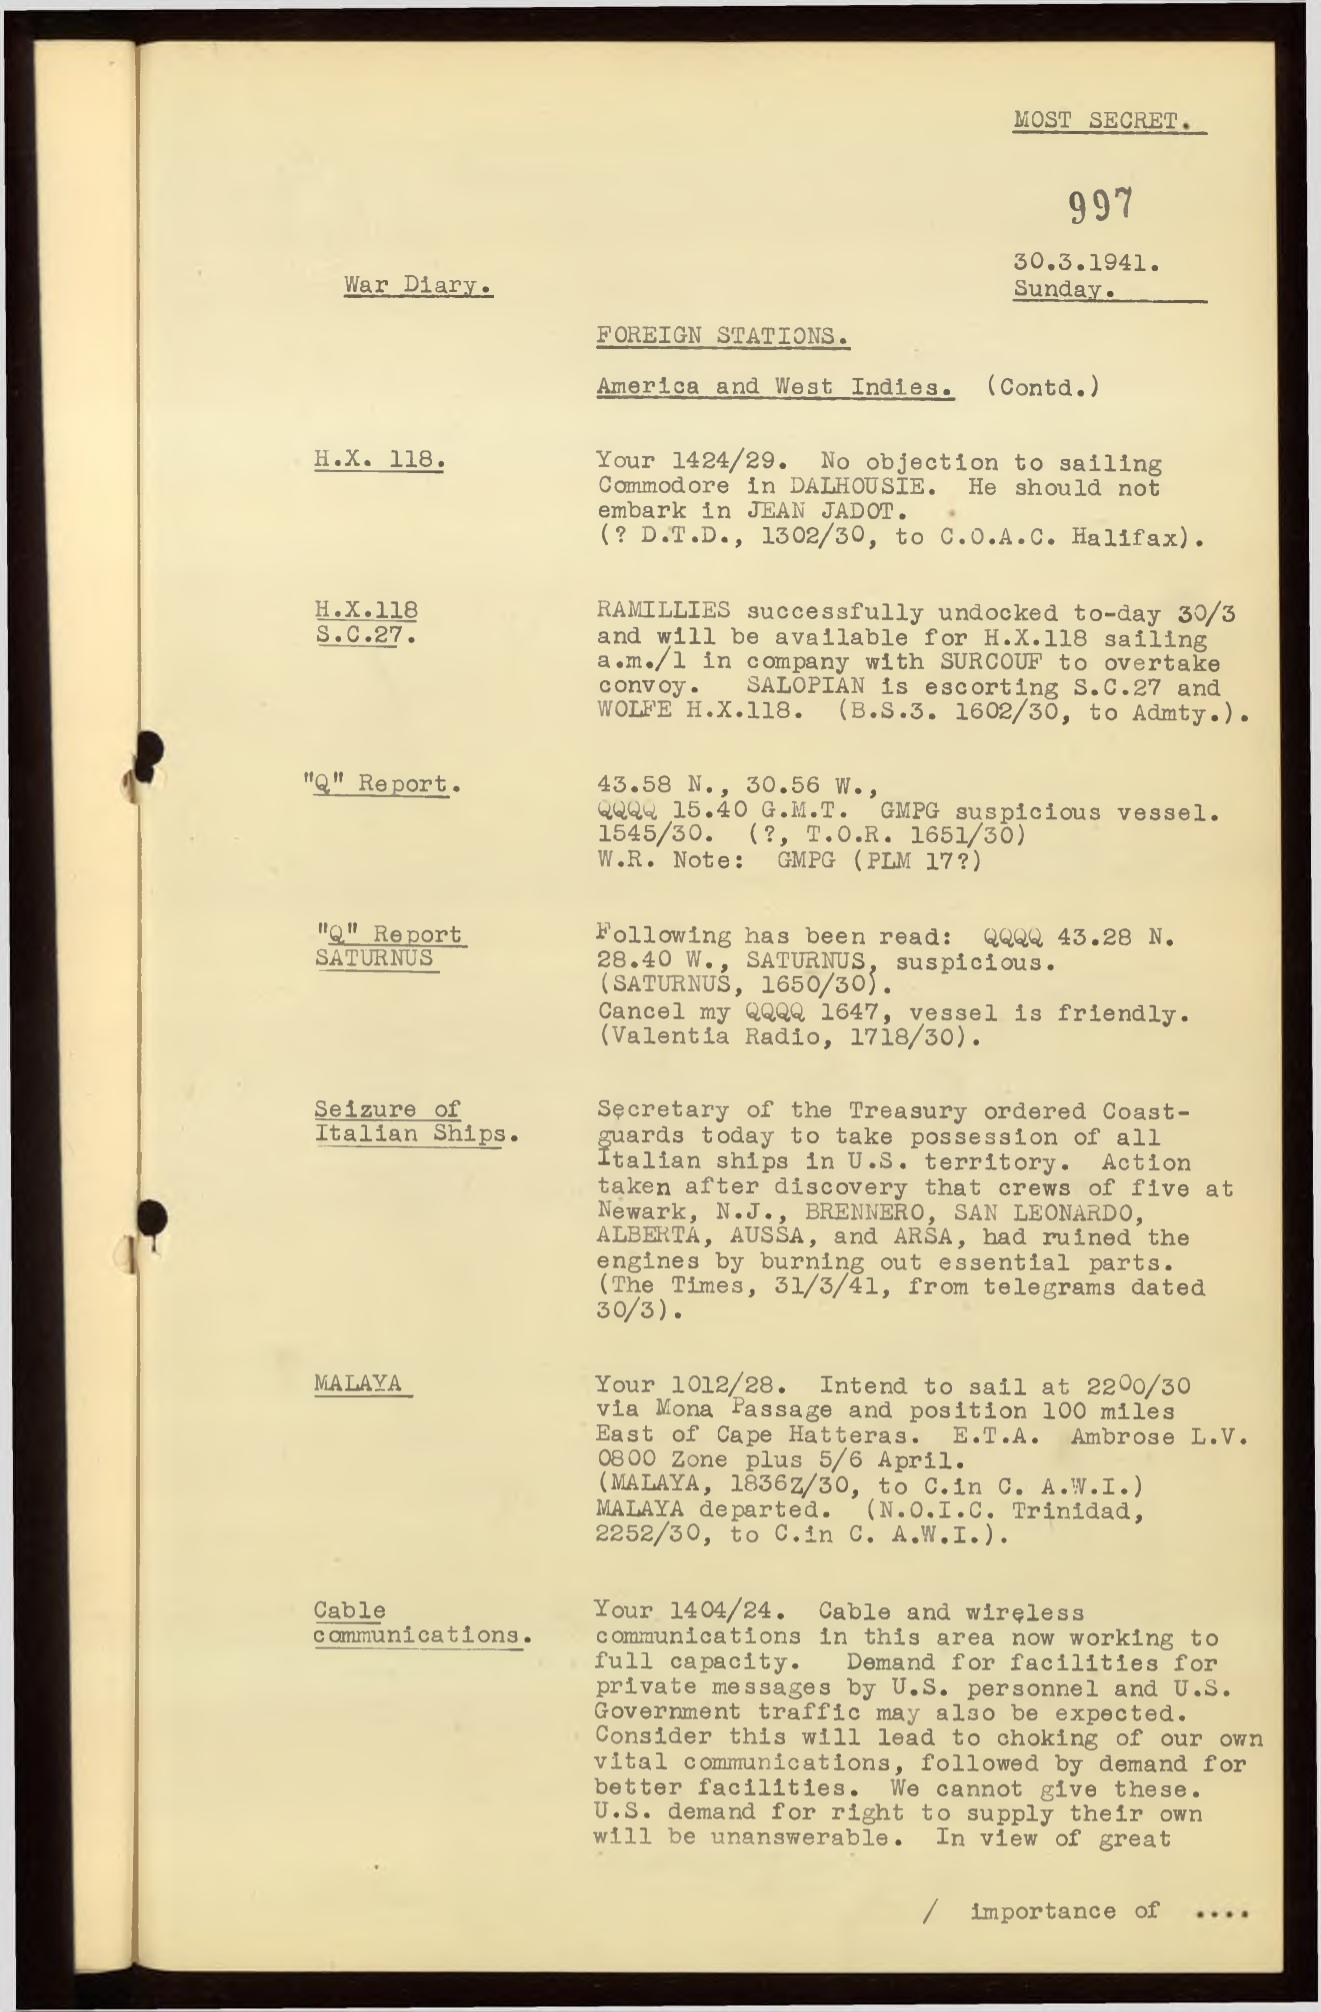 MOST SECRET.
997
30.3.1941.
War Diary.
Sunday.
FOREIGN STATIONS.
America and West Indies. (Contd.)
H.X. 118.
Your 1424/29. No objection to sailing
Commodore in DALHOUSIE. He should not
embark in JEAN JADOT.
(? D.T.D., 1302/30, to C.O.A.C. Halifax).
H.X.118
S.C.27.
RAMILLIES successfully undocked to-day 30/3
and will be available for H.X.118 sailing
a.m./1 in company with SURCOUF to overtake
convoy. SALOPIAN is escorting S.C.27 and
WOLFE H.X.118. (B.S.3. 1602/30, to Admty.).
"Q" Report.
43.58 N., 30.56 W.,
QQQQ 15.40 G.M.T. GMPG suspicious vessel.
1545/30. (?, T.O.R. 1651/30)
W.R. Note: GMPG (PLM 17?)
"Q" Report
SATURNUS
Following has been read: QQQQ 43.28 N.
28.40 W., SATURNUS, suspicious.
(SATURNUS, 1650/30).
Cancel my QQQQ 1647, vessel is friendly.
(Valentia Radio, 1718/30).
Seizure of
Italian Ships.
Secretary of the Treasury ordered Coast-
guards today to take possession of all
Italian ships in U.S. territory. Action
taken after discovery that crews of five at
Newark, N.J., BRENNERO, SAN LEONARDO,
ALBERTA, AUSSA, and ARSA, had ruined the
engines by burning out essential parts.
(The Times, 31/3/41, from telegrams dated
30/3).
MALAYA
Your 1012/28. Intend to sail at 2200/30
via Mona Passage and position 100 miles
East of Cape Hatteras. E.T.A. Ambrose L.V.
0800 Zone plus 5/6 April.
(MALAYA, 1836Z/30, to C.in C. A.W.I.)
MALAYA departed. (N.O.I.C. Trinidad,
2252/30, to C.in C. A.W.I.).
Cable
communications.
Your 1404/24. Cable and wireless
communications in this area now working to
full capacity. Demand for facilities for
private messages by U.S. personnel and U.S.
Government traffic may also be expected.
Consider this will lead to choking of our own
vital communications, followed by demand for
better facilities. We cannot give these.
U.S. demand for right to supply their own
will be unanswerable. In view of great
/ importance of ....